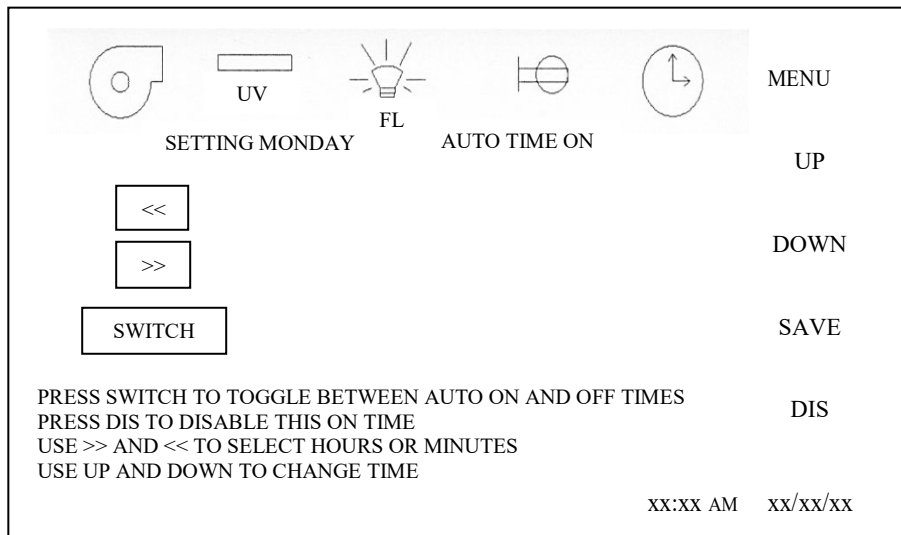 UV
FL
MENU
SETTING MONDAY AUTO TIME ON
UP
<<
DOWN
>>
SWITCH
SAVE
PRESS SWITCH TO TOGGLE BETWEEN AUTO ON AND OFF TIMES
PRESS DIS TO DISABLE THIS ON TIME
DIS
USE >> AND << TO SELECT HOURS OR MINUTES
USE UP AND DOWN TO CHANGE TIME
xx:xx AM xx/xx/xx